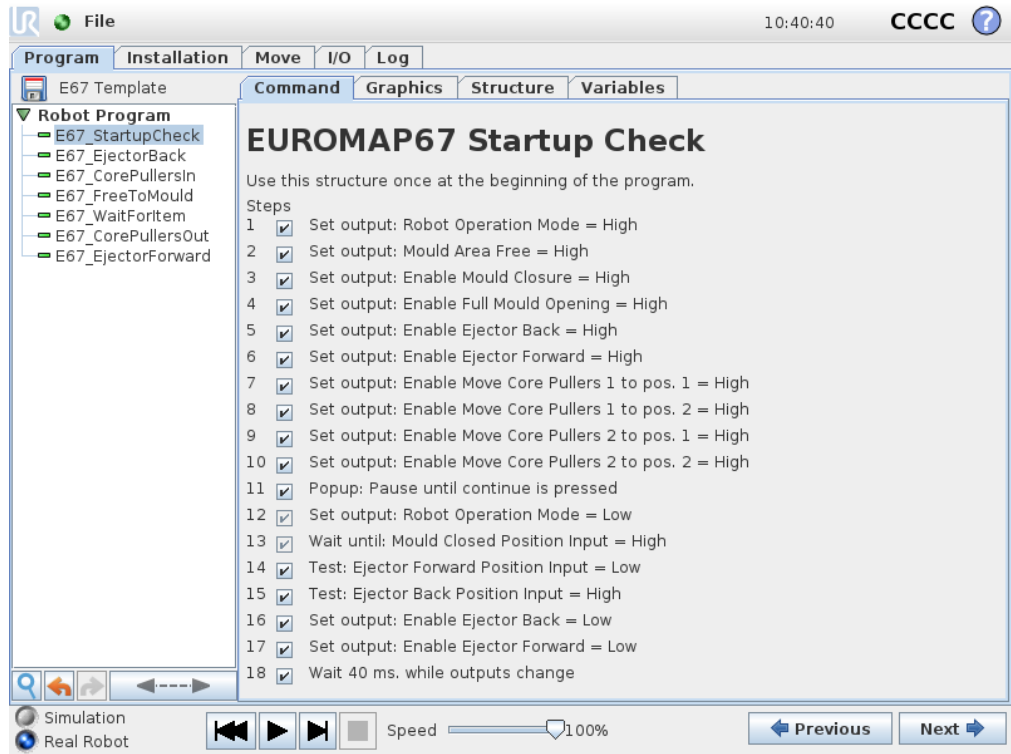 UR File 10:40:40 CCCC ?
Program Installation Move I/O Log
E67 Template Command Graphics Structure Variables
Robot Program
E67_StartupCheck
E67_EjectorBack
E67_CorePullersIn
E67_FreeToMould
E67_WaitForItem
E67_CorePullersOut
E67_EjectorForward
EUROMAP67 Startup Check
Use this structure once at the beginning of the program.
Steps
1 Set output: Robot Operation Mode = High
2 Set output: Mould Area Free = High
3 Set output: Enable Mould Closure = High
4 Set output: Enable Full Mould Opening = High
5 Set output: Enable Ejector Back = High
6 Set output: Enable Ejector Forward = High
7 Set output: Enable Move Core Pullers 1 to pos. 1 = High
8 Set output: Enable Move Core Pullers 1 to pos. 2 = High
9 Set output: Enable Move Core Pullers 2 to pos. 1 = High
10 Set output: Enable Move Core Pullers 2 to pos. 2 = High
11 Popup: Pause until continue is pressed
12 Set output: Robot Operation Mode = Low
13 Wait until: Mould Closed Position Input = High
14 Test: Ejector Forward Position Input = Low
15 Test: Ejector Back Position Input = High
16 Set output: Enable Ejector Back = Low
17 Set output: Enable Ejector Forward = Low
18 Wait 40 ms. while outputs change
Simulation
Real Robot
Speed 100%
Previous Next